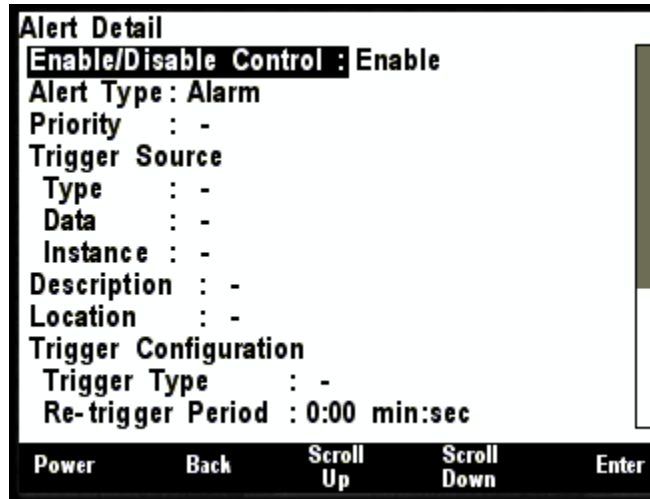 Alert Detail
Enable/Disable Control : Enable
Alert Type : Alarm
Priority : -
Trigger Source
Type : -
Data : -
Instance : -
Description : -
Location : -
Trigger Configuration
Trigger Type : -
Re-trigger Period : 0:00 min:sec
Power Back Scroll Up Scroll Down Enter